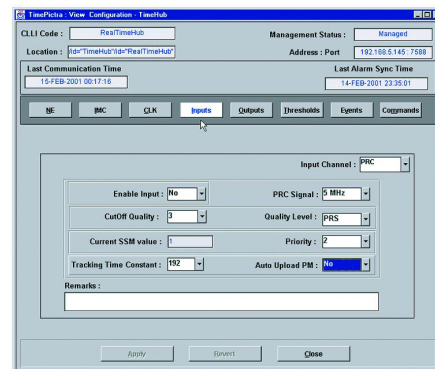 TimePictra : View Configuration - TimeHub
CLLI Code : RealTimeHub Management Status : Managed
Location : /Id="TimeHub"/Id="RealTimeHub" Address : Port 192.168.5.145 : 7588
Last Communication Time Last Alarm Sync Time
15-FEB-2001 00:17:16 14-FEB-2001 23:35:01
NE IMC CLK Inputs Outputs Thresholds Events Commands
Input Channel : PRC
Enable Input : No PRC Signal : 5 MHz
CutOff Quality : 3 Quality Level : PRS
Current SSM value : 1 Priority : 2
Tracking Time Constant : 192 Auto Upload PM : No
Remarks :
Apply Revert Close